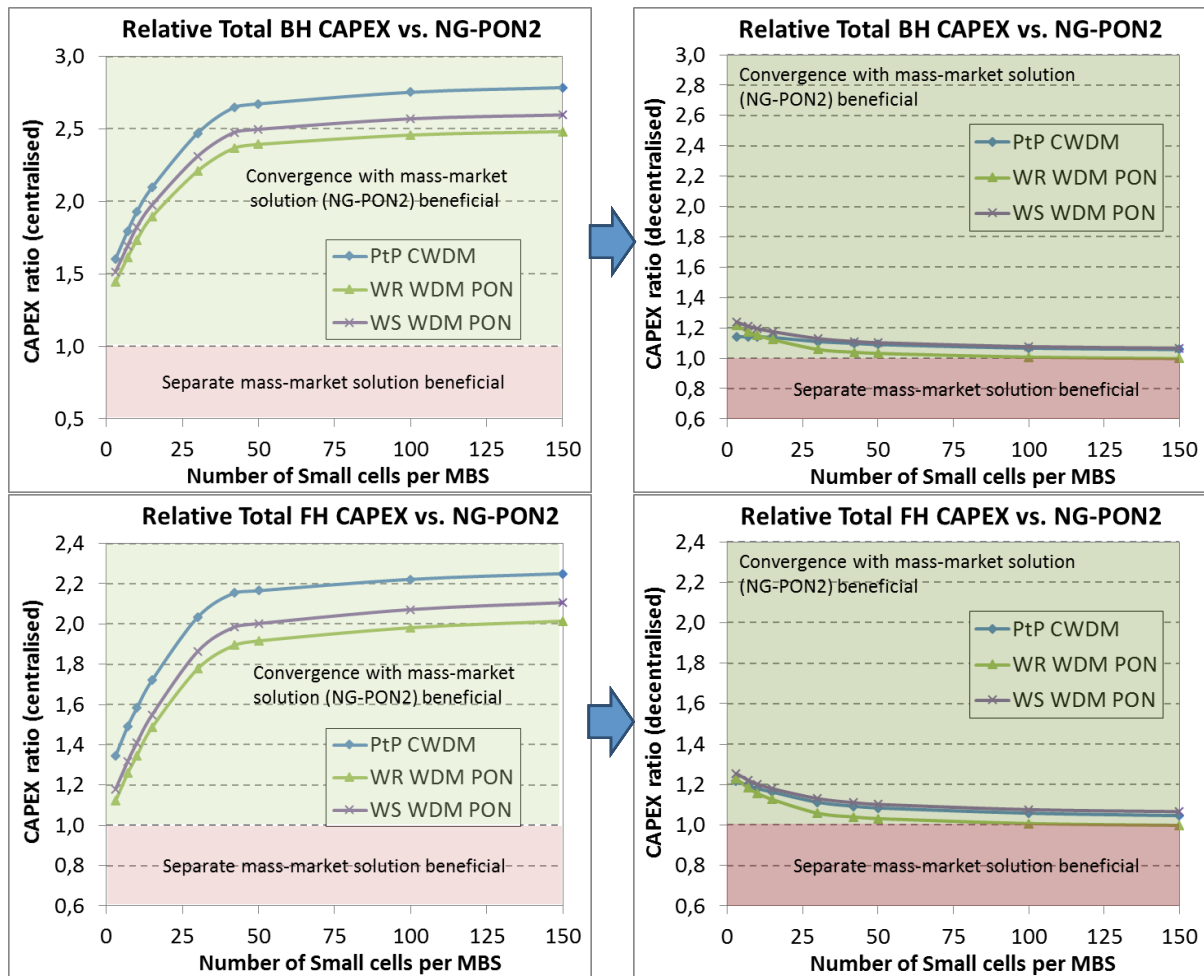 Relative Total BH CAPEX vs. NG-PON2
CAPEX ratio (centralised)
3,0
2,5
2,0
1,5
1,0
0,5
Convergence with mass-market
solution (NG-PON2) beneficial
PtP CWDM
WR WDM PON
WS WDM PON
Separate mass-market solution beneficial
0 25 50 75 100 125 150
Number of Small cells per MBS
Relative Total BH CAPEX vs. NG-PON2
CAPEX ratio (decentralised)
3,0
2,8
2,6
2,4
2,2
2,0
1,8
1,6
1,4
1,2
1,0
0,8
0,6
Convergence with mass-market solution
(NG-PON2) beneficial
PtP CWDM
WR WDM PON
WS WDM PON
Separate mass-market solution beneficial
0 25 50 75 100 125 150
Number of Small cells per MBS
Relative Total FH CAPEX vs. NG-PON2
CAPEX ratio (centralised)
2,4
2,2
2,0
1,8
1,6
1,4
1,2
1,0
0,8
0,6
Convergence with mass-market
solution (NG-PON2) beneficial
PtP CWDM
WR WDM PON
WS WDM PON
Separate mass-market solution beneficial
0 25 50 75 100 125 150
Number of Small cells per MBS
Relative Total FH CAPEX vs. NG-PON2
CAPEX ratio (decentralised)
2,4
2,2
2,0
1,8
1,6
1,4
1,2
1,0
0,8
0,6
Convergence with mass-market solution
(NG-PON2) beneficial
PtP CWDM
WR WDM PON
WS WDM PON
Separate mass-market solution beneficial
0 25 50 75 100 125 150
Number of Small cells per MBS